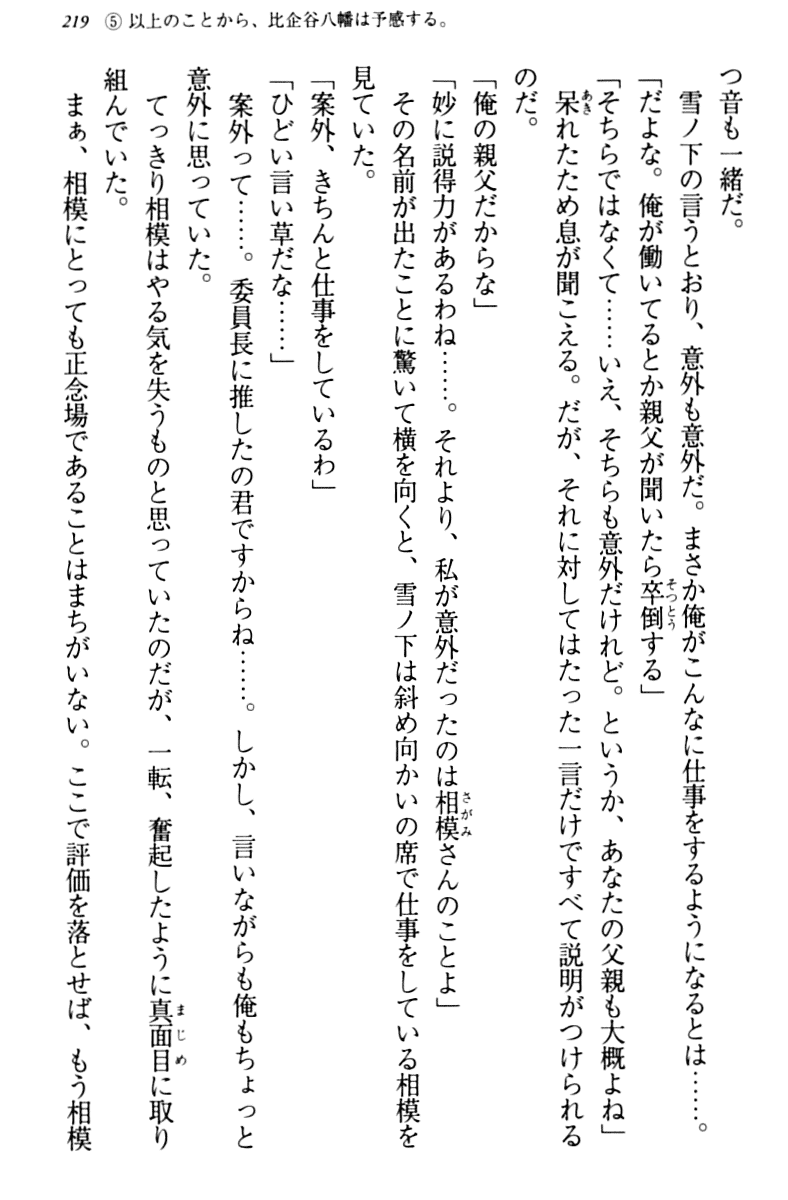 219 ⑤ 以上のことから、比企谷八幡は予感する。
つ音も一緒だ。
　雪ノ下の言うとおり、意外も意外だ。まさか俺がこんなに仕事をするようになるとは……。
「だよな。俺が働いてるとか親父が聞いたら卒倒する」
「そちらではなくて……いえ、そちらも意外だけれど。というか、あなたの父親も大概よね」
　呆れたため息が聞こえる。だが、それに対してはたった一言だけですべて説明がつけられる
のだ。
「俺の親父だからな」
「妙に説得力があるわね……。それより、私が意外だったのは相模さんのことよ」
　その名前が出たことに驚いて横を向くと、雪ノ下は斜め向かいの席で仕事をしている相模を
見ていた。
「案外、きちんと仕事をしているわ」
「ひどい言い草だな……」
　案外って……。委員長に推したの君ですからね……。しかし、言いながらも俺もちょっと
意外に思っていた。
　てっきり相模はやる気を失うものと思っていたのだが、一転、奮起したように真面目に取り
組んでいた。
　まぁ、相模にとっても正念場であることはまちがいない。ここで評価を落とせば、もう相模